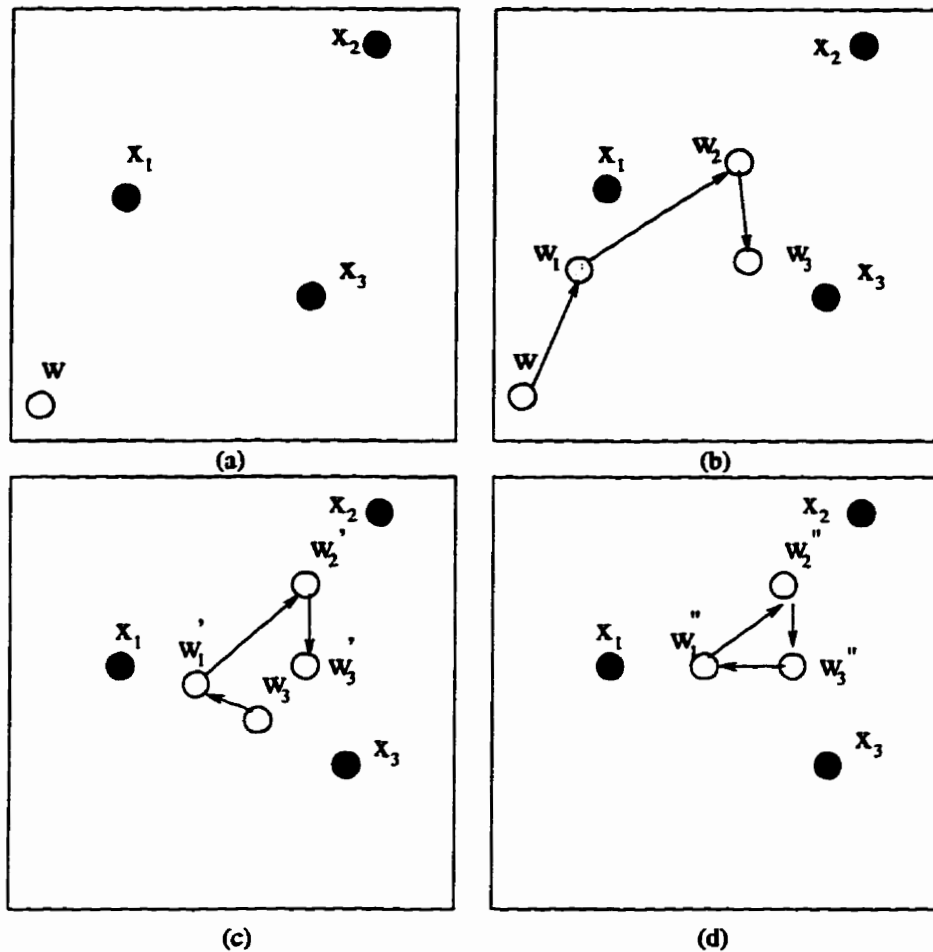 X₂
X₁
X₃
W
(a)
X₂
X₁
W₂
W₁
W₃
X₃
W
(b)
X₂
W₂'
X₁
W₁'
W₃'
W₃
X₃
(c)
X₂
W₂"
X₁
W₁"
W₃"
X₃
(d)